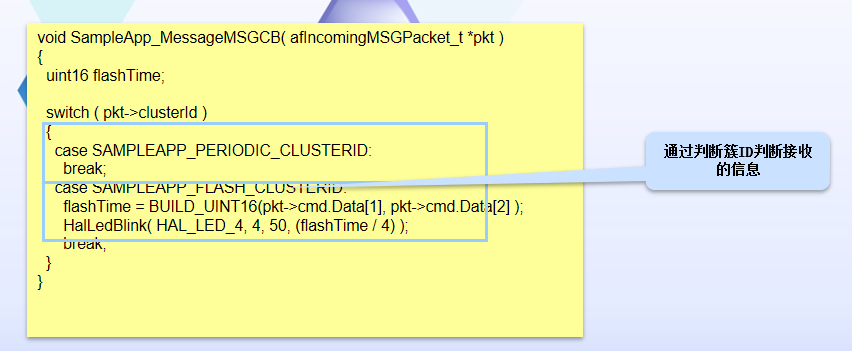 void SampleApp_MessageMSGCB( afIncomingMSGPacket_t *pkt )
{
uint16 flashTime;
switch ( pkt->clusterId )
{
case SAMPLEAPP_PERIODIC_CLUSTERID:
break;
case SAMPLEAPP_FLASH_CLUSTERID:
flashTime = BUILD_UINT16(pkt->cmd.Data[1], pkt->cmd.Data[2] );
HalLedBlink( HAL_LED_4, 4, 50, (flashTime / 4) );
break;
}
}
通过判断簇ID判断接收
的信息